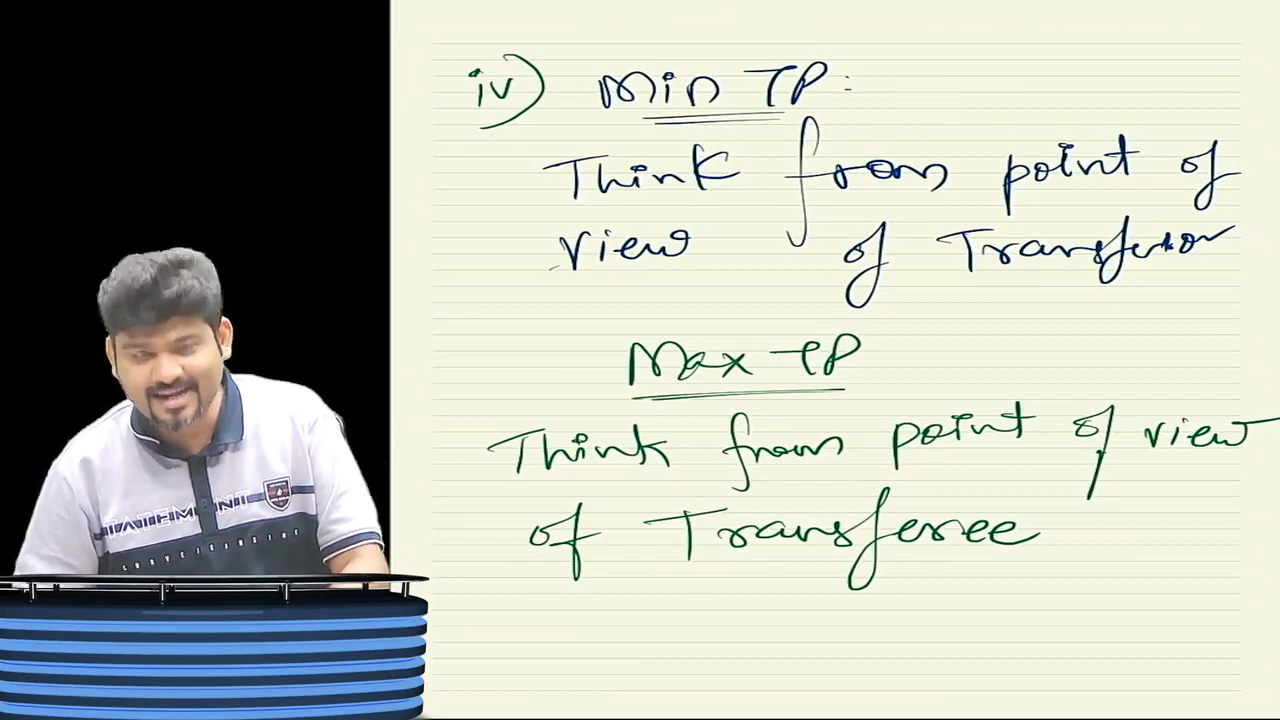 iv) Min TP:
Think from point of
view of Transferor
Max TP
Think from point of view
of Transferee
TATEMENT